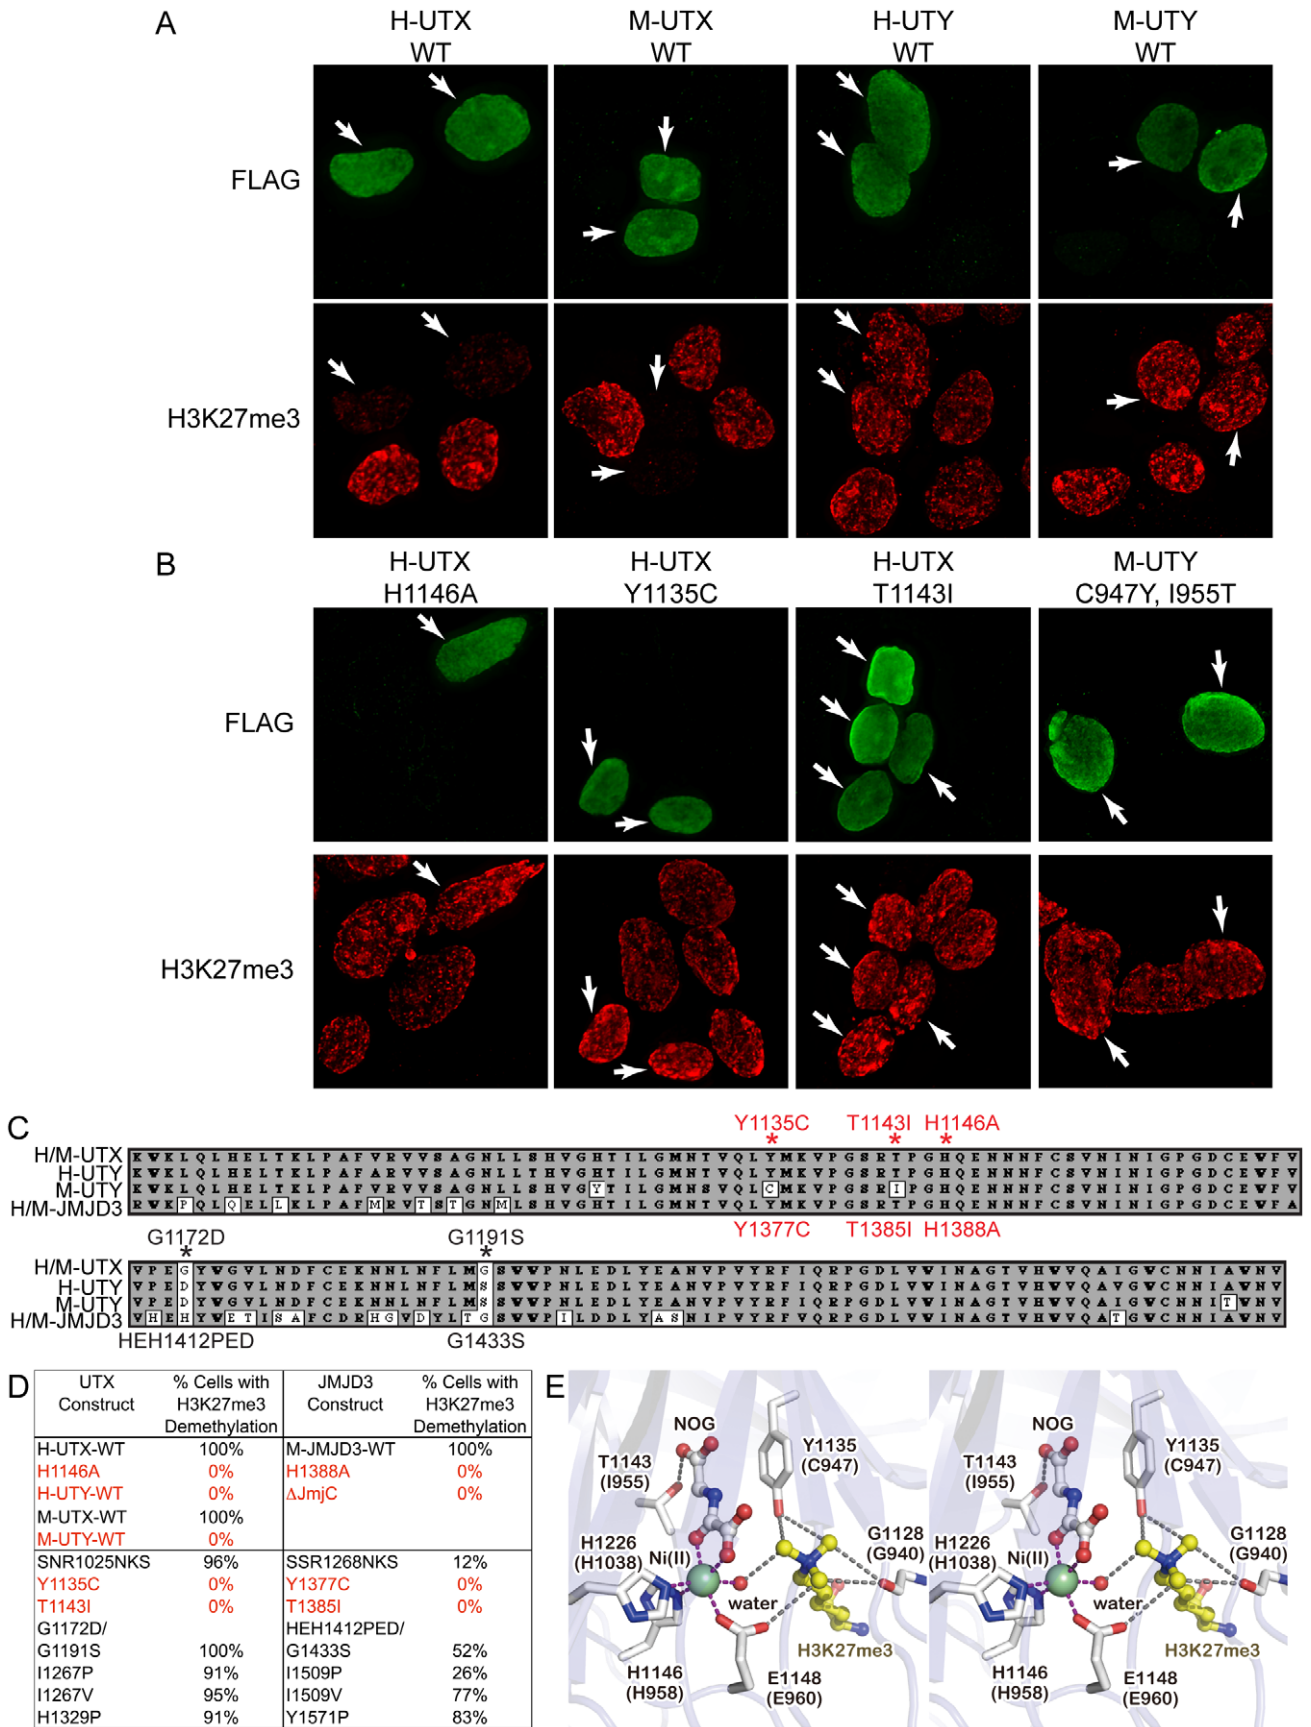 A
H-UTX M-UTX H-UTY M-UTY
WT WT WT WT
FLAG
H3K27me3
B
H-UTX H-UTX H-UTX M-UTY
H1146A Y1135C T1143I C947Y, I955T
FLAG
H3K27me3
C
Y1135C T1143I H1146A
* * *
H/M-UTX K W K L Q L H E L T K L P A F V R V V S A G N L L S H V G H T I L G M N T V Q L Y M K V P G S R T P G H Q E N N N F C S V N I N I G P G D C E W F V
H-UTY K W K L Q L H E L T K L P A F A R V V S A G N L L T H V G H T I L G M N T V Q L Y M K V P G S R T P G H Q E N N N F C S V N I N I G P G D C E W F V
M-UTY K W K L Q L H E L T K L P A F V R V V S A G N L L S H V G Y T I L G M N S V Q L C M K V P G S R I P G H Q E N N N F C S V N I N I G P G D C E W F V
H/M-JMJD3 R W K P Q L Q E L L K L P A F M R V T S T G N M L S H V G H T I L G M N T V Q L Y M K V P G S R T P G H Q E N N N F C S V N I N I G P G D C E W F A
Y1377C T1385I H1388A
G1172D G1191S
* *
H/M-UTX V P E G Y W G V L N D F C E K N N L N F L M G S W W P N L E D L Y E A N V P V Y R F I Q R P G D L V W I N A G T V H W V Q A I G W C N N I A W N V
H-UTY V P E D Y W G V L N D F C E K N N L N F L M S S W W P N L E D L Y E A N V P V Y R F I Q R P G D L V W I N A G T V H W V Q A V G W C N N I A W N V
M-UTY V P E D Y W G V L N D F C E K N N L N F L M S S W W P N L E D L Y E A N V P V Y R F I Q R P G D L V W I N A G T V H W V Q A I G W C N N I T W N V
H/M-JMJD3 V H E H Y W E T I S A F C D R H G V D Y L T G S W W P I L D D L Y A S N I P V Y R F I Q R P G D L V W I N A G T V H W V Q A T G W C N N I A W N V
HEH1412PED G1433S
D
UTX % Cells with JMJD3 % Cells with
Construct H3K27me3 Construct H3K27me3
Demethylation Demethylation
H-UTX-WT 100% M-JMJD3-WT 100%
H1146A 0% H1388A 0%
H-UTY-WT 0% ΔJmjC 0%
M-UTX-WT 100%
M-UTY-WT 0%
SNR1025NKS 96% SSR1268NKS 12%
Y1135C 0% Y1377C 0%
T1143I 0% T1385I 0%
G1172D/ HEH1412PED/
G1191S 100% G1433S 52%
I1267P 91% I1509P 26%
I1267V 95% I1509V 77%
H1329P 91% Y1571P 83%
E
NOG NOG
Y1135 Y1135
(C947) (C947)
T1143 T1143
(I955) (I955)
H1226 G1128 H1226 G1128
(H1038) Ni(II) (G940) (H1038) Ni(II) (G940)
water water
H3K27me3 H3K27me3
H1146 E1148 H1146 E1148
(H958) (E960) (H958) (E960)